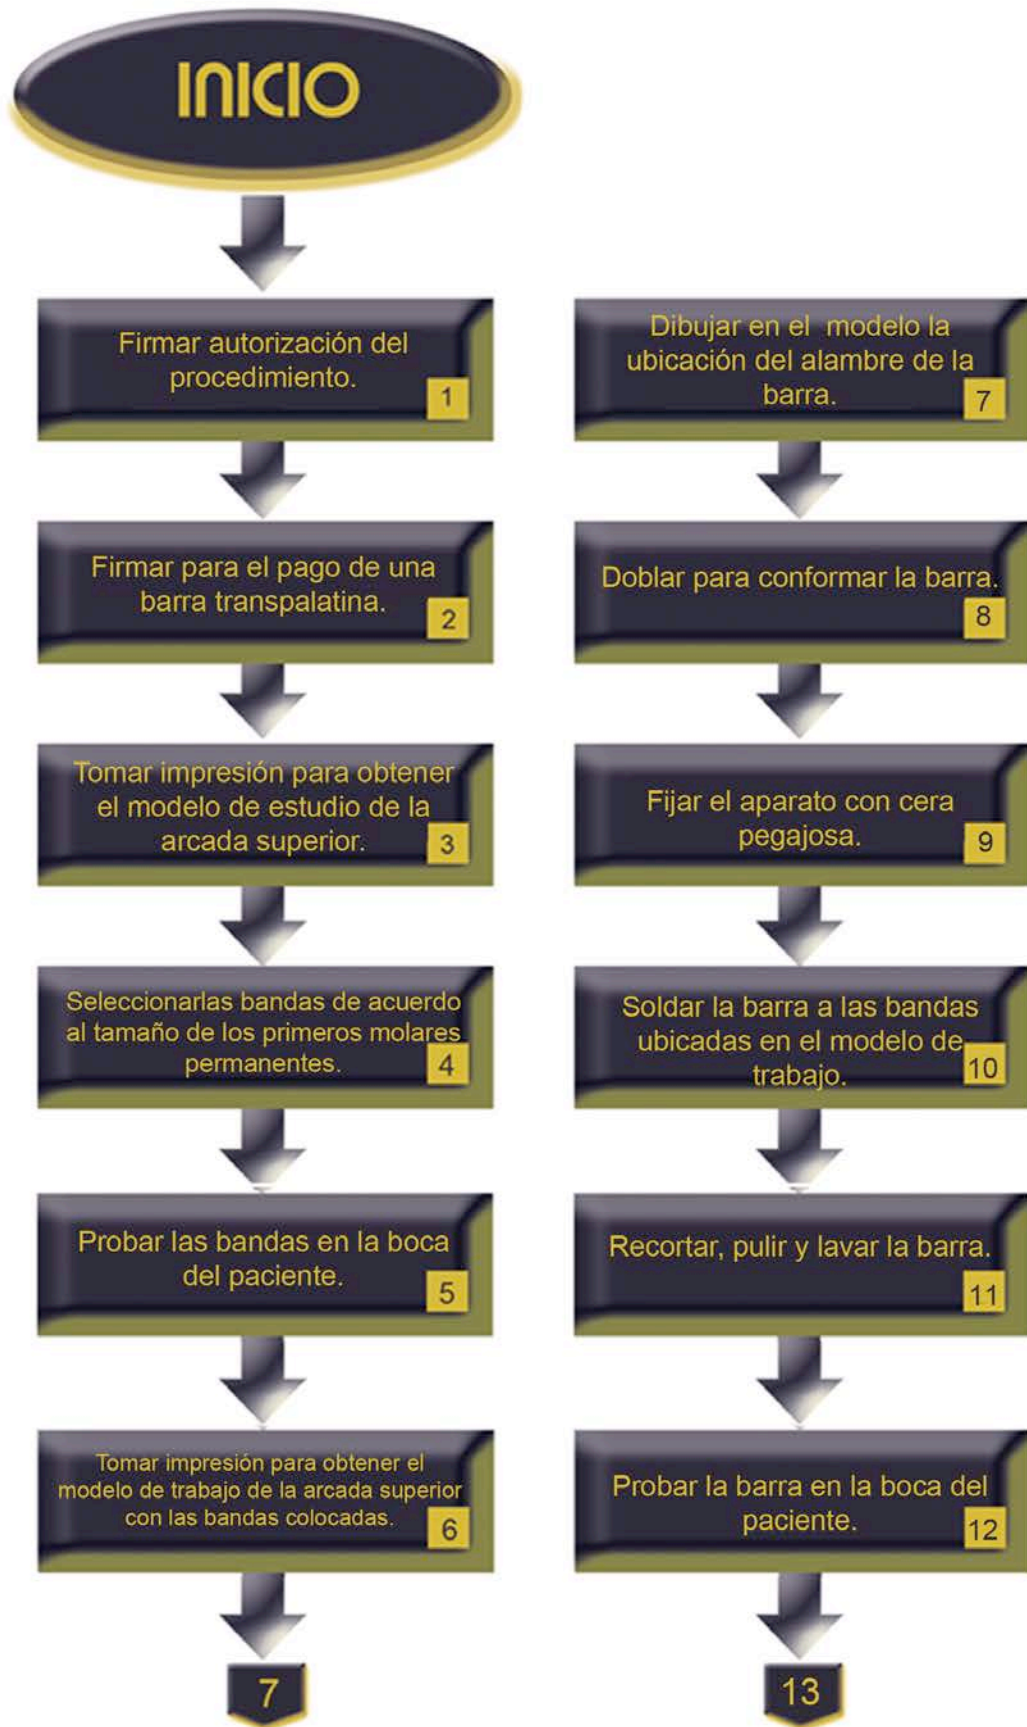 INICIO
Firmar autorización del
procedimiento.
1
Firmar para el pago de una
barra transpalatina.
2
Tomar impresión para obtener
el modelo de estudio de la
arcada superior.
3
Seleccionarlas bandas de acuerdo
al tamaño de los primeros molares
permanentes.
4
Probar las bandas en la boca
del paciente.
5
Tomar impresión para obtener el
modelo de trabajo de la arcada superior
con las bandas colocadas.
6
7
Dibujar en el modelo la
ubicación del alambre de la
barra.
7
Doblar para conformar la barra.
8
Fijar el aparato con cera
pegajosa.
9
Soldar la barra a las bandas
ubicadas en el modelo de
trabajo.
10
Recortar, pulir y lavar la barra.
11
Probar la barra en la boca del
paciente.
12
13